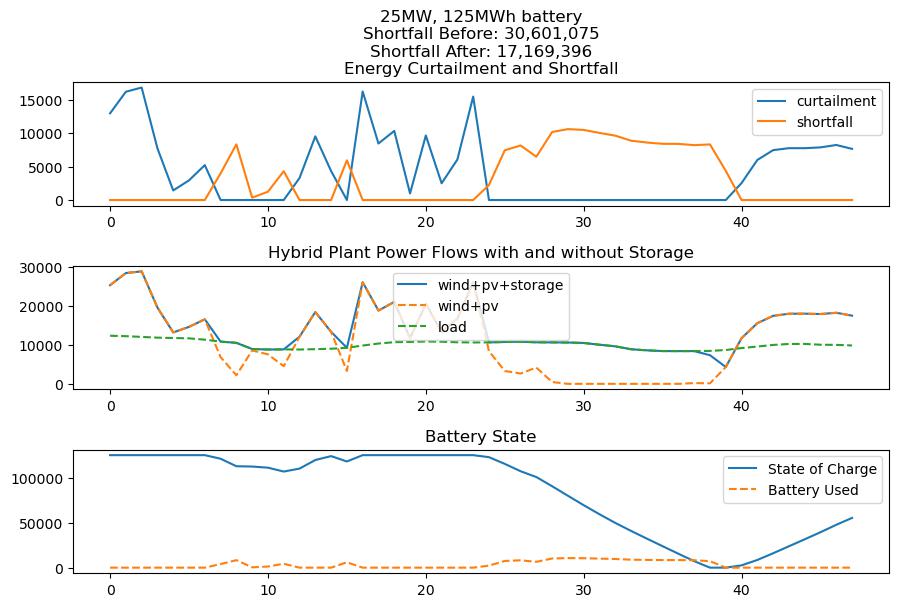 25MW, 125MWh battery
Shortfall Before: 30,601,075
Shortfall After: 17,169,396
Energy Curtailment and Shortfall
15000
10000
5000
0
curtailment
shortfall
0 10 20 30 40
Hybrid Plant Power Flows with and without Storage
30000
20000
10000
0
wind+pv+storage
wind+pv
load
0 10 20 30 40
Battery State
100000
50000
0
State of Charge
Battery Used
0 10 20 30 40